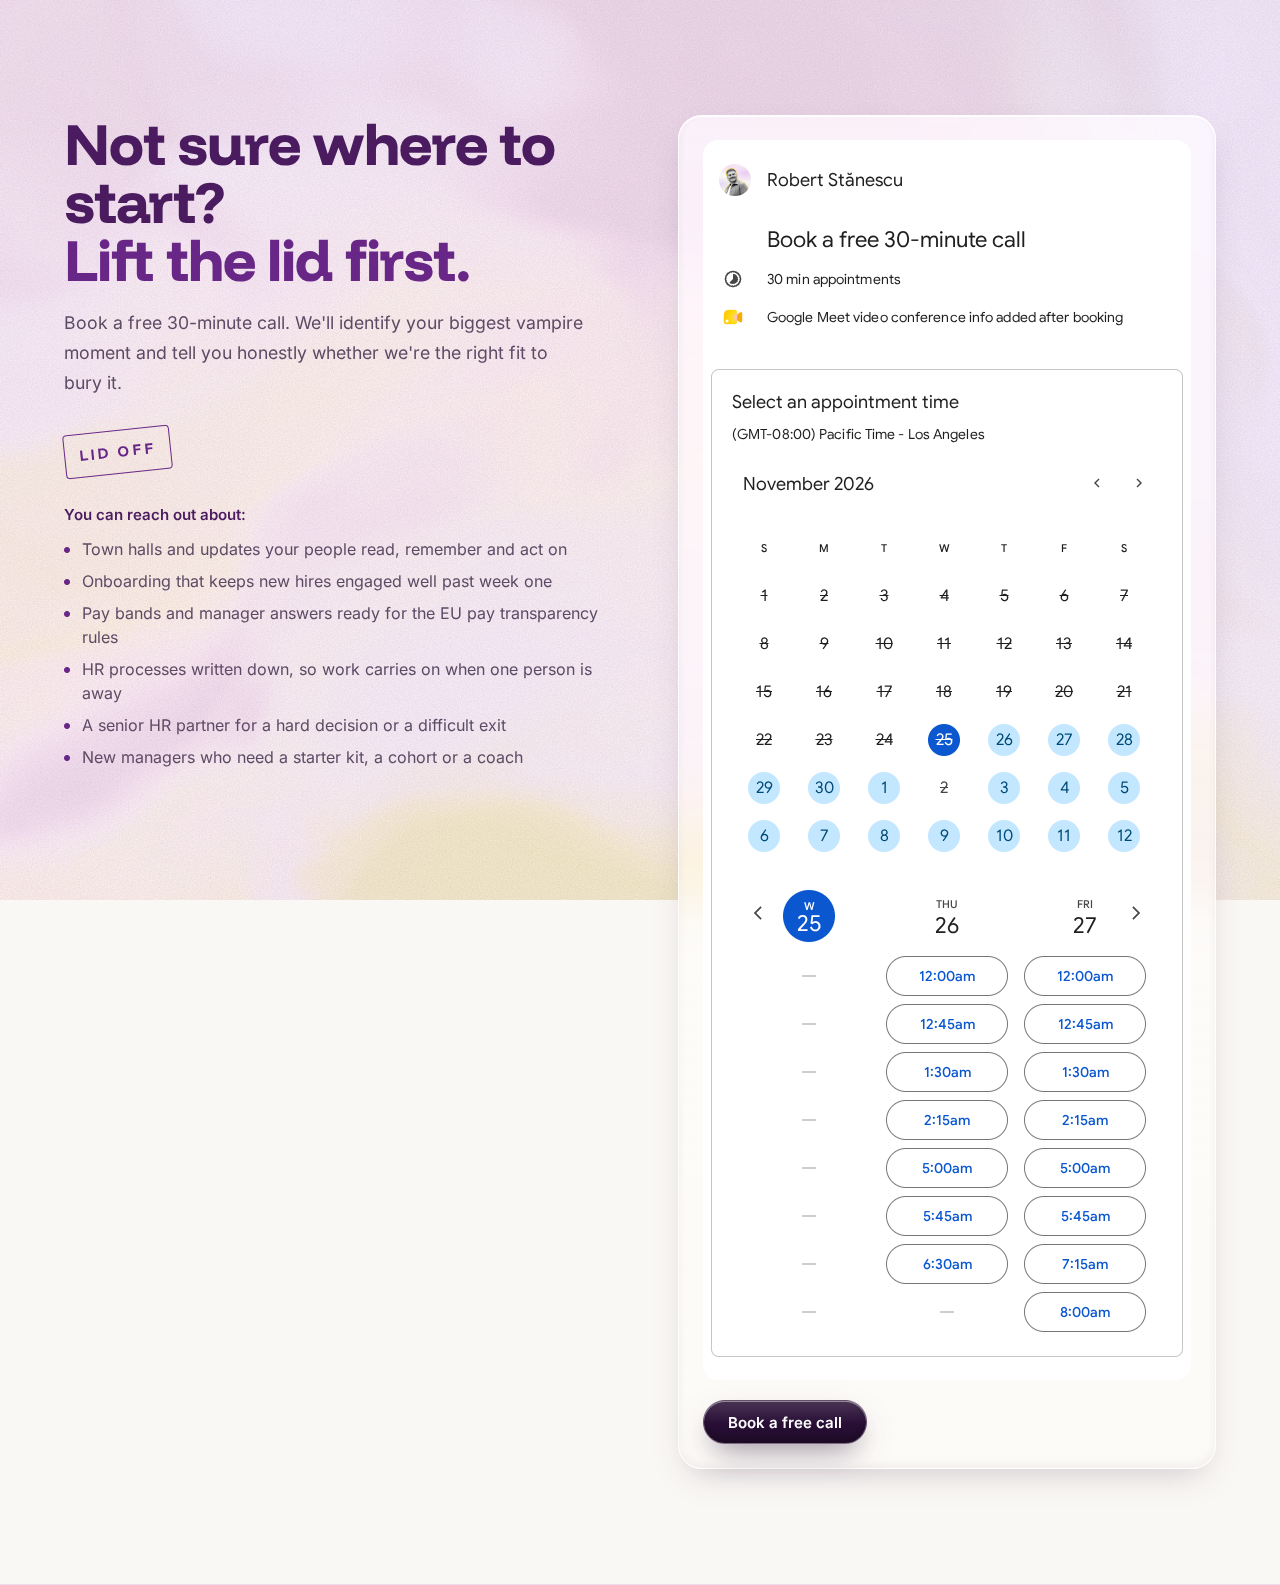 Not sure where to
start?
Lift the lid first.
Book a free 30-minute call. We'll identify your biggest vampire
moment and tell you honestly whether we're the right fit to
bury it.
LID OFF
You can reach out about:
Town halls and updates your people read, remember and act on
Onboarding that keeps new hires engaged well past week one
Pay bands and manager answers ready for the EU pay transparency
rules
HR processes written down, so work carries on when one person is
away
A senior HR partner for a hard decision or a difficult exit
New managers who need a starter kit, a cohort or a coach
Robert Stănescu
Book a free 30-minute call
30 min appointments
Google Meet video conference info added after booking
Select an appointment time
(GMT-08:00) Pacific Time - Los Angeles
November 2026
S M T W T F S
1 2 3 4 5 6 7
8 9 10 11 12 13 14
15 16 17 18 19 20 21
22 23 24 25 26 27 28
29 30 1 2 3 4 5
6 7 8 9 10 11 12
W THU FRI
25 26 27
— 12:00am 12:00am
— 12:45am 12:45am
— 1:30am 1:30am
— 2:15am 2:15am
— 5:00am 5:00am
— 5:45am 5:45am
— 6:30am 7:15am
— — 8:00am
Book a free call